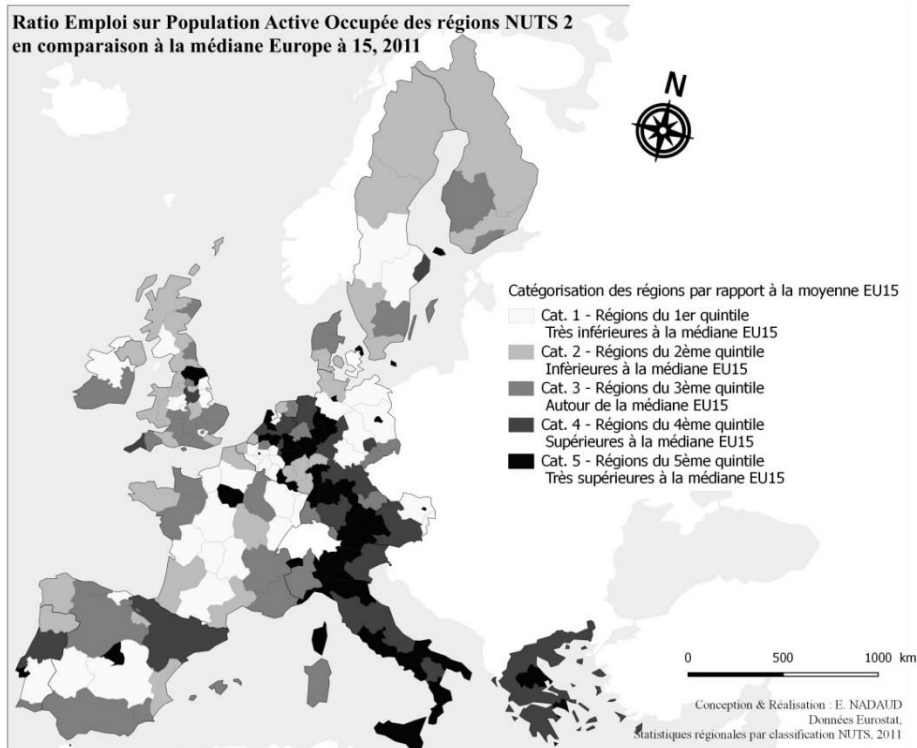 Ratio Emploi sur Population Active Occupée des régions NUTS 2
en comparaison à la médiane Europe à 15, 2011
N
Catégorisation des régions par rapport à la moyenne EU15
Cat. 1 - Régions du 1er quintile
Très inférieures à la médiane EU15
Cat. 2 - Régions du 2ème quintile
Infèrieures à la médiane EU15
Cat. 3 - Régions du 3ème quintile
Autour de la médiane EU15
Cat. 4 - Régions du 4ème quintile
Supérieures à la médiane EU15
Cat. 5 - Régions du 5ème quintile
Très supérieures à la médiane EU15
0 500 1000 km
Conception & Réalisation : E. NADAUD
Données Eurostat,
Statistiques régionales par classification NUTS, 2011